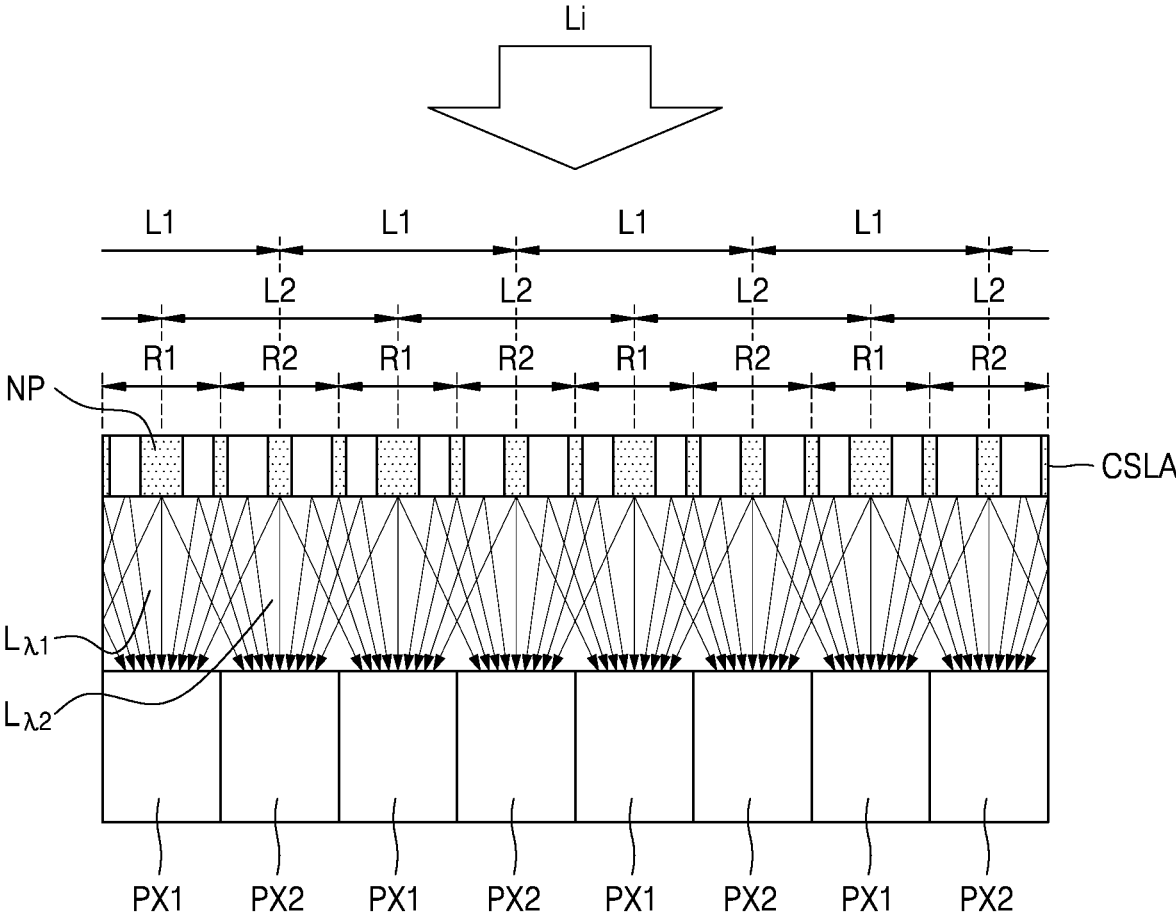 Li
L1 L1 L1 L1
L2 L2 L2 L2
R1 R2 R1 R2 R1 R2 R1 R2
NP
CSLA
Lλ1
Lλ2
PX1 PX2 PX1 PX2 PX1 PX2 PX1 PX2